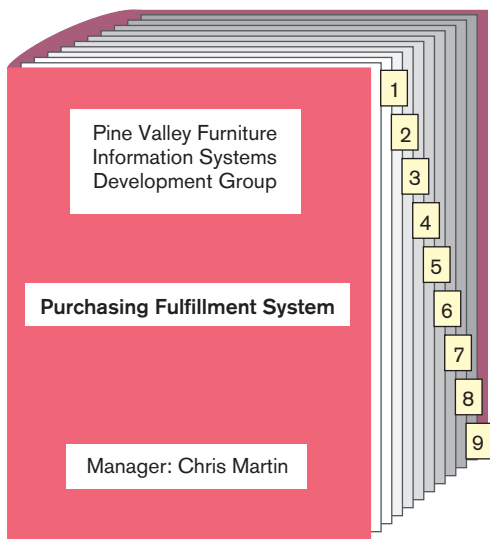 Pine Valley Furniture
Information Systems
Development Group
Purchasing Fulfillment System
Manager: Chris Martin
1
2
3
4
5
6
7
8
9